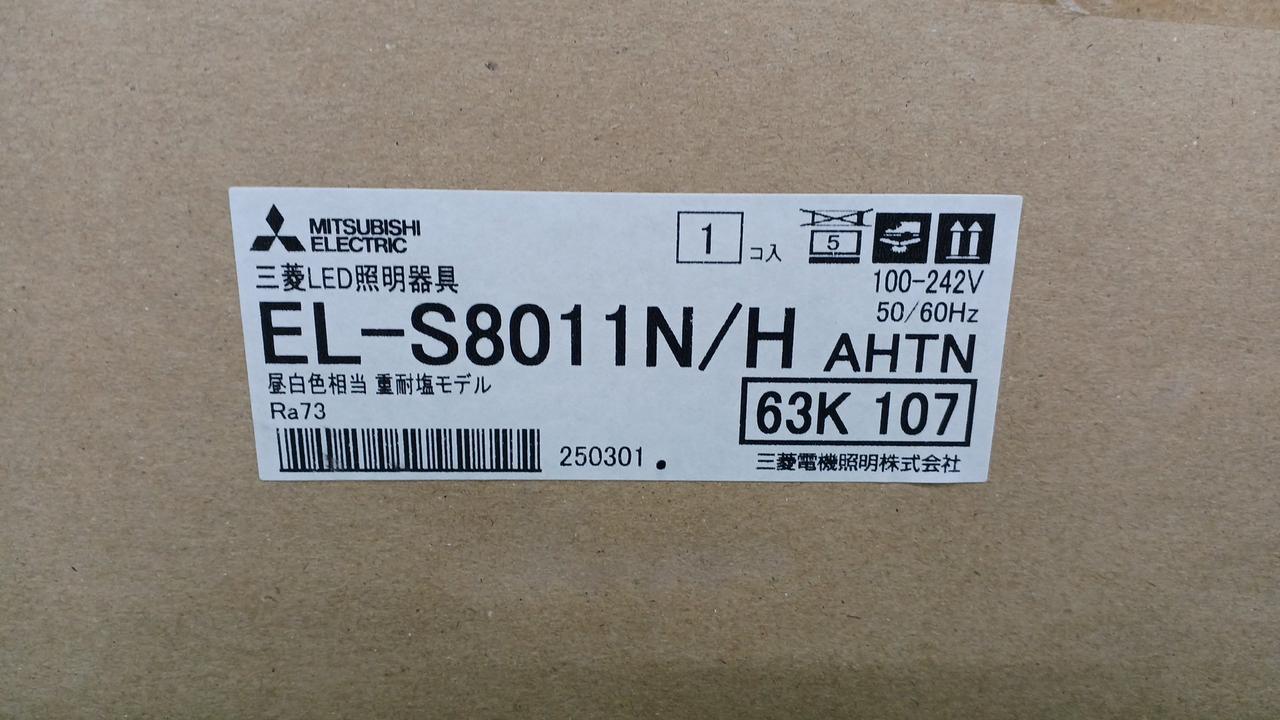 MITSUBISHI
ELECTRIC
1 コ入
5
三菱LED照明器具
100-242V
50/60Hz
EL-S8011N/H AHTN
昼白色相当 重耐塩モデル
Ra73
63K 107
250301.
三菱電機照明株式会社